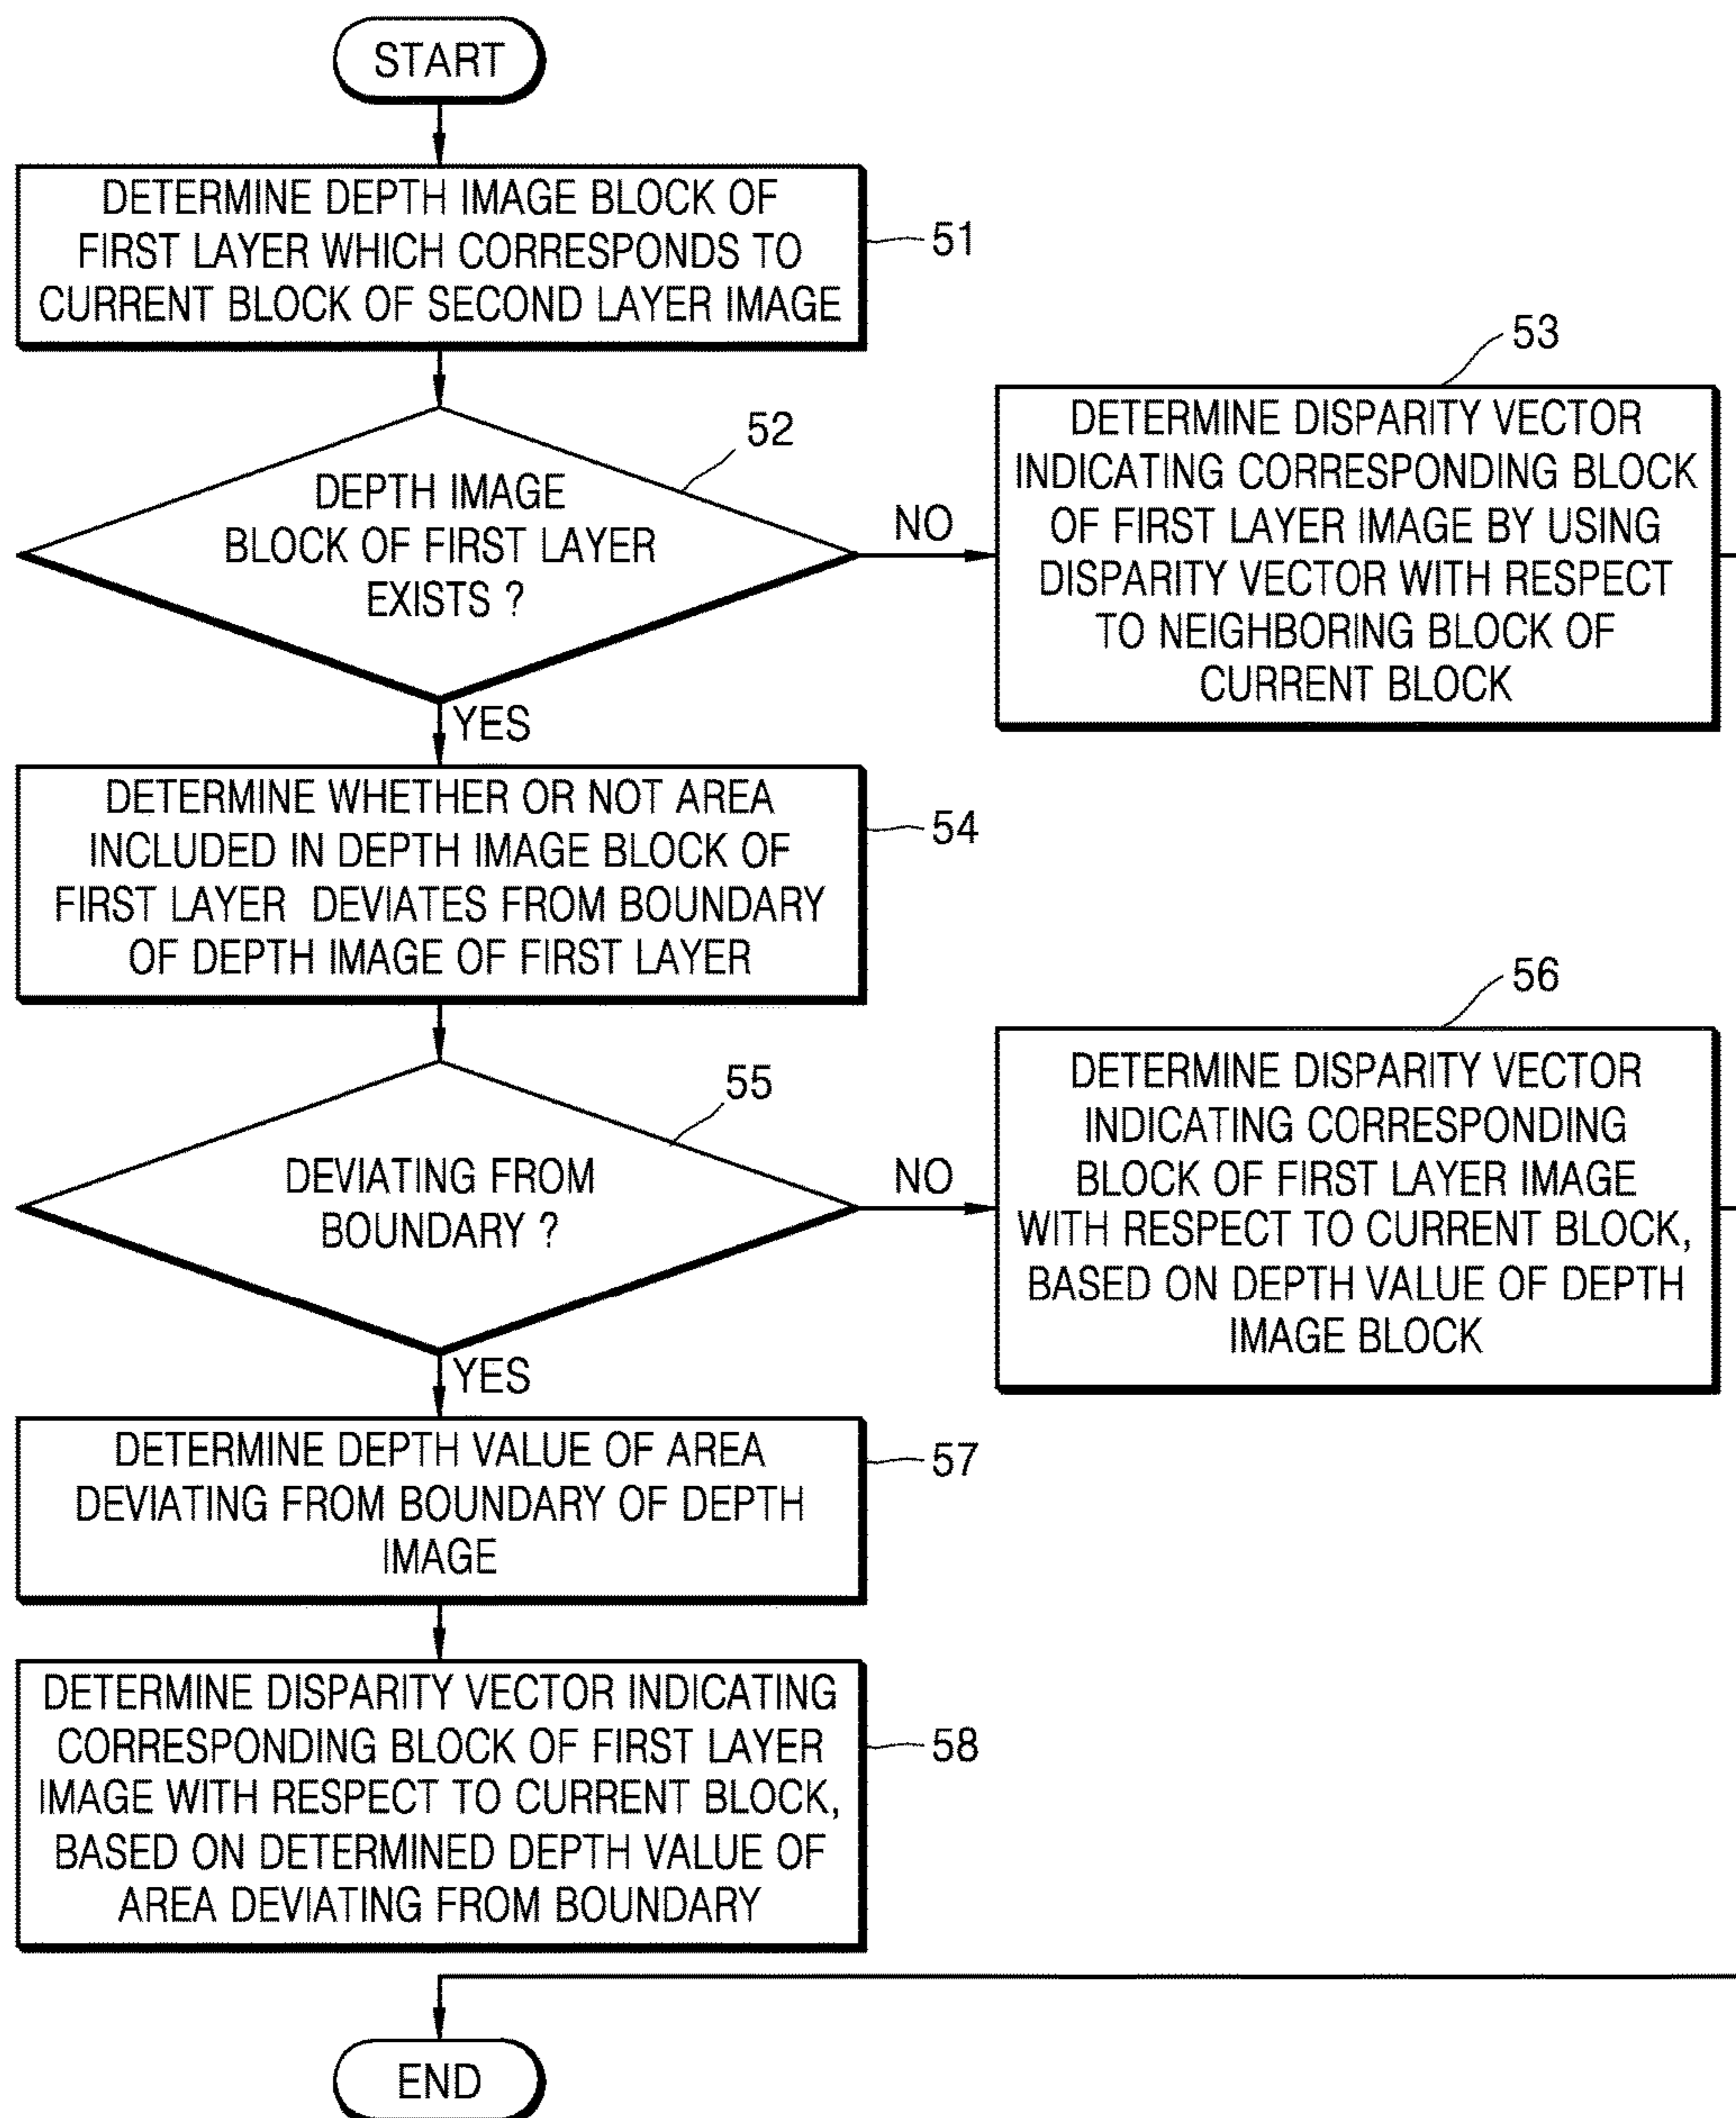 START
DETERMINE DEPTH IMAGE BLOCK OF
FIRST LAYER WHICH CORRESPONDS TO
CURRENT BLOCK OF SECOND LAYER IMAGE
51
52
DEPTH IMAGE
BLOCK OF FIRST LAYER
EXISTS ?
NO
YES
53
DETERMINE DISPARITY VECTOR
INDICATING CORRESPONDING BLOCK
OF FIRST LAYER IMAGE BY USING
DISPARITY VECTOR WITH RESPECT
TO NEIGHBORING BLOCK OF
CURRENT BLOCK
DETERMINE WHETHER OR NOT AREA
INCLUDED IN DEPTH IMAGE BLOCK OF
FIRST LAYER DEVIATES FROM BOUNDARY
OF DEPTH IMAGE OF FIRST LAYER
54
55
DEVIATING FROM
BOUNDARY ?
NO
YES
56
DETERMINE DISPARITY VECTOR
INDICATING CORRESPONDING
BLOCK OF FIRST LAYER IMAGE
WITH RESPECT TO CURRENT BLOCK,
BASED ON DEPTH VALUE OF DEPTH
IMAGE BLOCK
DETERMINE DEPTH VALUE OF AREA
DEVIATING FROM BOUNDARY OF DEPTH
IMAGE
57
DETERMINE DISPARITY VECTOR INDICATING
CORRESPONDING BLOCK OF FIRST LAYER
IMAGE WITH RESPECT TO CURRENT BLOCK,
BASED ON DETERMINED DEPTH VALUE OF
AREA DEVIATING FROM BOUNDARY
58
END